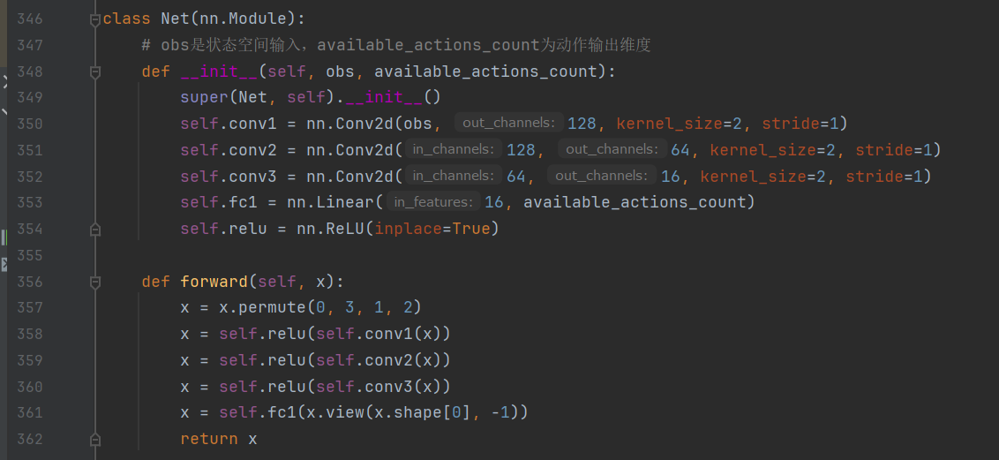 346 class Net(nn.Module):
347     # obs是状态空间输入，available_actions_count为动作输出维度
348     def __init__(self, obs, available_actions_count):
349         super(Net, self).__init__()
350         self.conv1 = nn.Conv2d(obs, out_channels: 128, kernel_size=2, stride=1)
351         self.conv2 = nn.Conv2d( in_channels: 128, out_channels: 64, kernel_size=2, stride=1)
352         self.conv3 = nn.Conv2d( in_channels: 64, out_channels: 16, kernel_size=2, stride=1)
353         self.fc1 = nn.Linear( in_features: 16, available_actions_count)
354         self.relu = nn.ReLU(inplace=True)
355
356     def forward(self, x):
357         x = x.permute(0, 3, 1, 2)
358         x = self.relu(self.conv1(x))
359         x = self.relu(self.conv2(x))
360         x = self.relu(self.conv3(x))
361         x = self.fc1(x.view(x.shape[0], -1))
362         return x